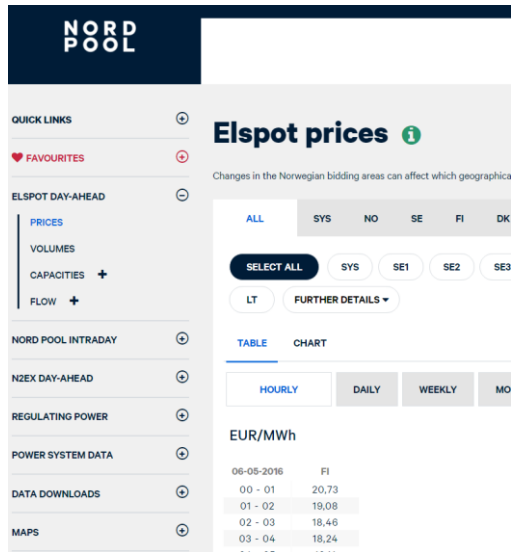 NORD
POOL
QUICK LINKS
FAVOURITES
ELSPOT DAY-AHEAD
PRICES
VOLUMES
CAPACITIES +
FLOW +
NORD POOL INTRADAY
N2EX DAY-AHEAD
REGULATING POWER
POWER SYSTEM DATA
DATA DOWNLOADS
MAPS
Elspot prices
Changes in the Norwegian bidding areas can affect which geographica
ALL SYS NO SE FI DK
SELECT ALL SYS SE1 SE2 SE3
LT FURTHER DETAILS
TABLE CHART
HOURLY DAILY WEEKLY MO
EUR/MWh
06-05-2016 FI
00 - 01 20,73
01 - 02 19,08
02 - 03 18,46
03 - 04 18,24